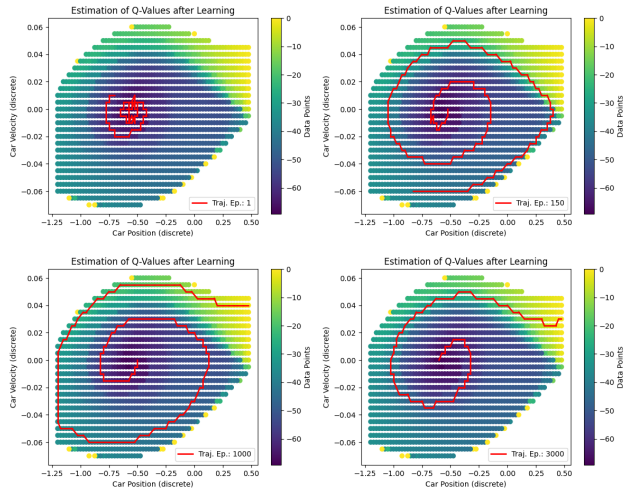 Estimation of Q-Values after Learning
0.06
0.04
0.02
0.00
−0.02
−0.04
−0.06
Car Velocity (discrete)
−1.25 −1.00 −0.75 −0.50 −0.25 0.00 0.25 0.50
Car Position (discrete)
Traj. Ep.: 1
0
−10
−20
−30
−40
−50
−60
Data Points
Estimation of Q-Values after Learning
0.06
0.04
0.02
0.00
−0.02
−0.04
−0.06
Car Velocity (discrete)
−1.25 −1.00 −0.75 −0.50 −0.25 0.00 0.25 0.50
Car Position (discrete)
Traj. Ep.: 150
0
−10
−20
−30
−40
−50
−60
Data Points
Estimation of Q-Values after Learning
0.06
0.04
0.02
0.00
−0.02
−0.04
−0.06
Car Velocity (discrete)
−1.25 −1.00 −0.75 −0.50 −0.25 0.00 0.25 0.50
Car Position (discrete)
Traj. Ep.: 1000
0
−10
−20
−30
−40
−50
−60
Data Points
Estimation of Q-Values after Learning
0.06
0.04
0.02
0.00
−0.02
−0.04
−0.06
Car Velocity (discrete)
−1.25 −1.00 −0.75 −0.50 −0.25 0.00 0.25 0.50
Car Position (discrete)
Traj. Ep.: 3000
0
−10
−20
−30
−40
−50
−60
Data Points